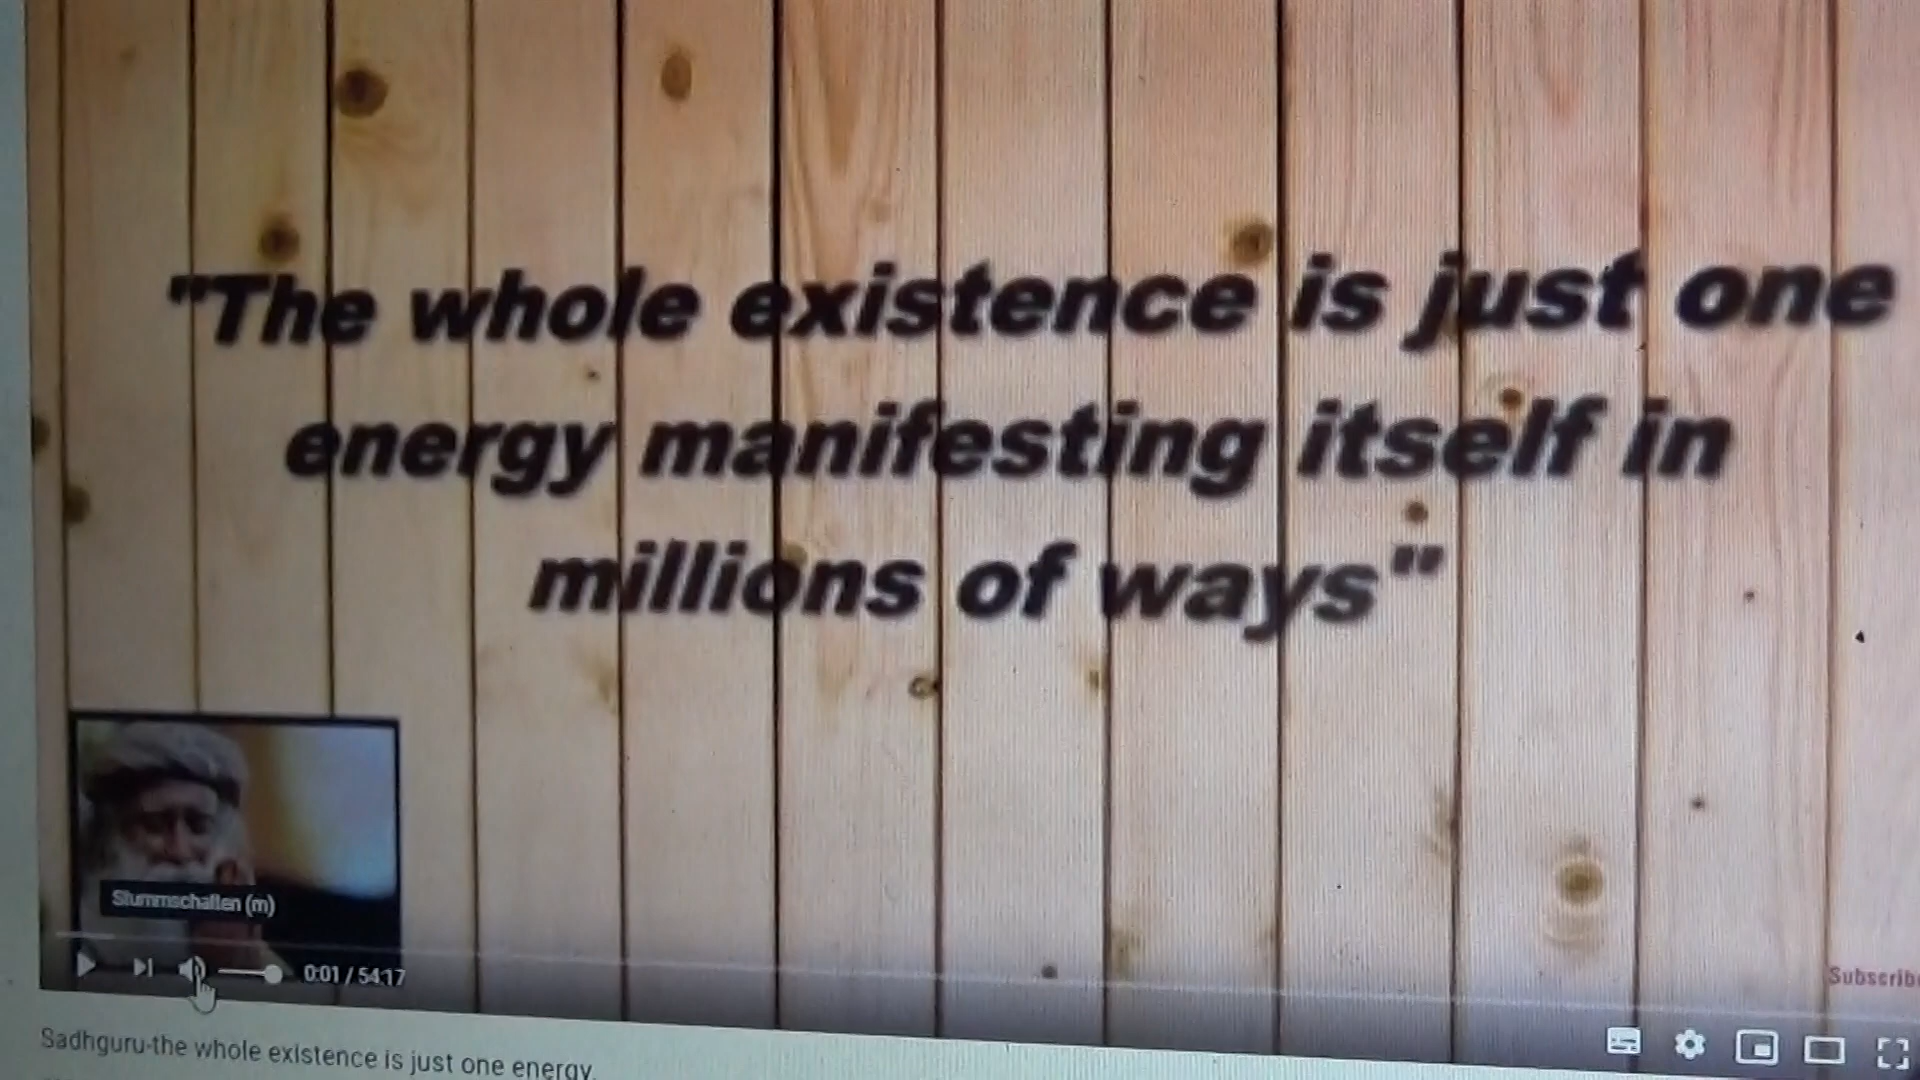 "The whole existence is just one
energy manifesting itself in
millions of ways"
Stummschalten (m)
0:01 / 54:17
Subscribe
Sadhguru-the whole existence is just one energy.